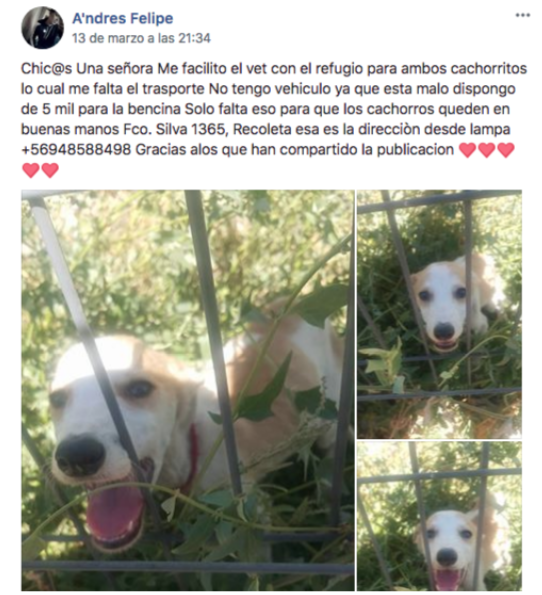 A'ndres Felipe
13 de marzo a las 21:34
Chic@s Una señora Me facilito el vet con el refugio para ambos cachorritos
lo cual me falta el trasporte No tengo vehiculo ya que esta malo dispongo
de 5 mil para la bencina Solo falta eso para que los cachorros queden en
buenas manos Fco. Silva 1365, Recoleta esa es la direcciòn desde lampa
+56948588498 Gracias alos que han compartido la publicacion ❤️❤️❤️
❤️❤️